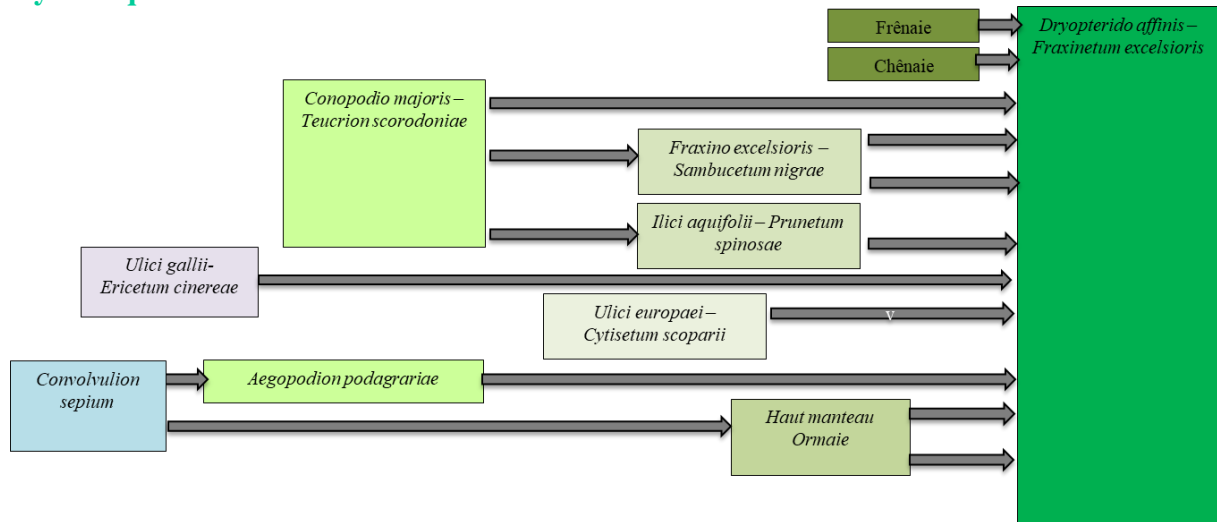 Frênaie
Dryopterido affinis –
Fraxinetum excelsioris
Chênaie
Conopodio majoris –
Teucrion scorodoniae
Fraxino excelsioris –
Sambucetum nigrae
Ilici aquifolii – Prunetum
spinosae
Ulici gallii-
Ericetum cinereae
Ulici europaei –
Cytisetum scoparii
v
Convolvulion
sepium
Aegopodion podagrariae
Haut manteau
Ormaie